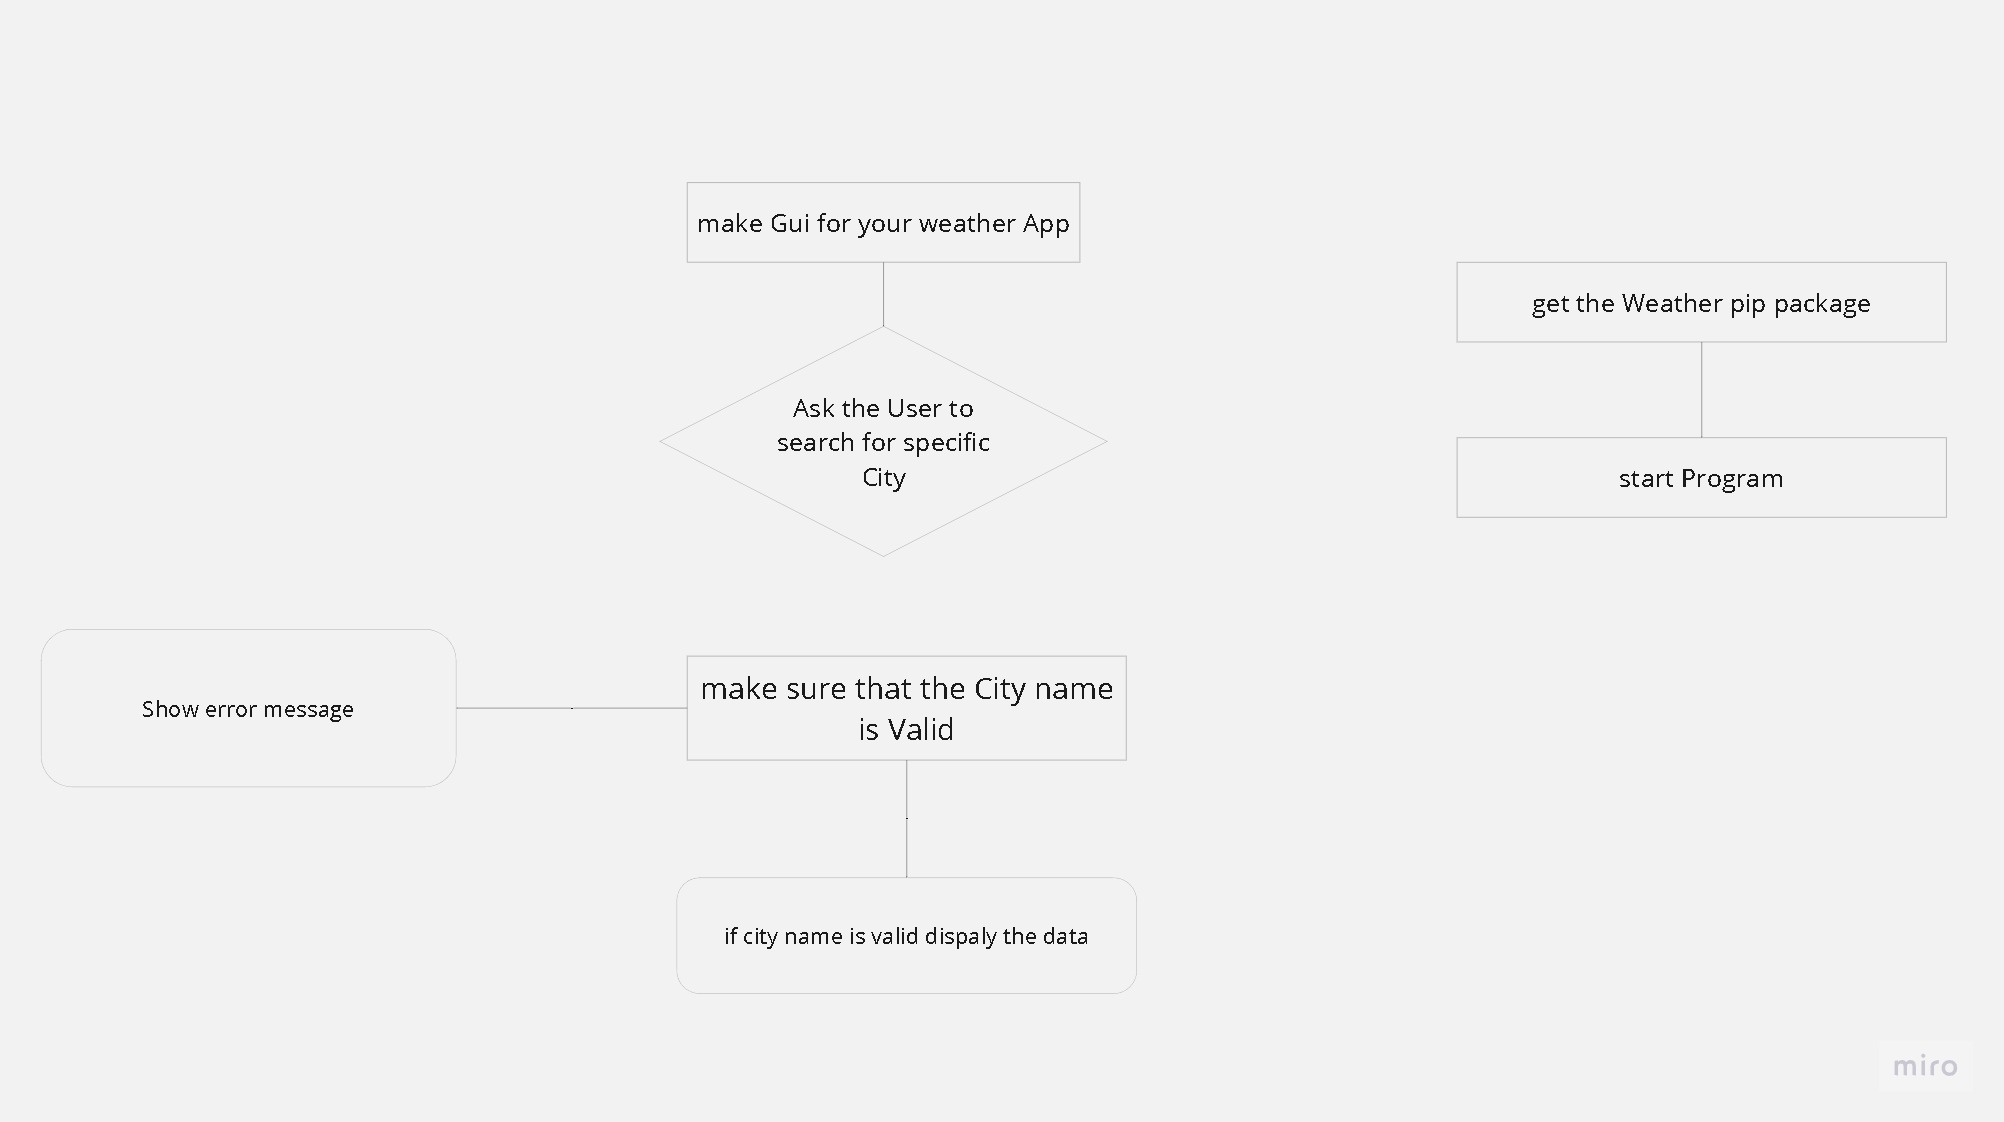 make Gui for your weather App
get the Weather pip package
Ask the User to
search for specific
City
start Program
make sure that the City name
is Valid
Show error message
if city name is valid dispaly the data
miro